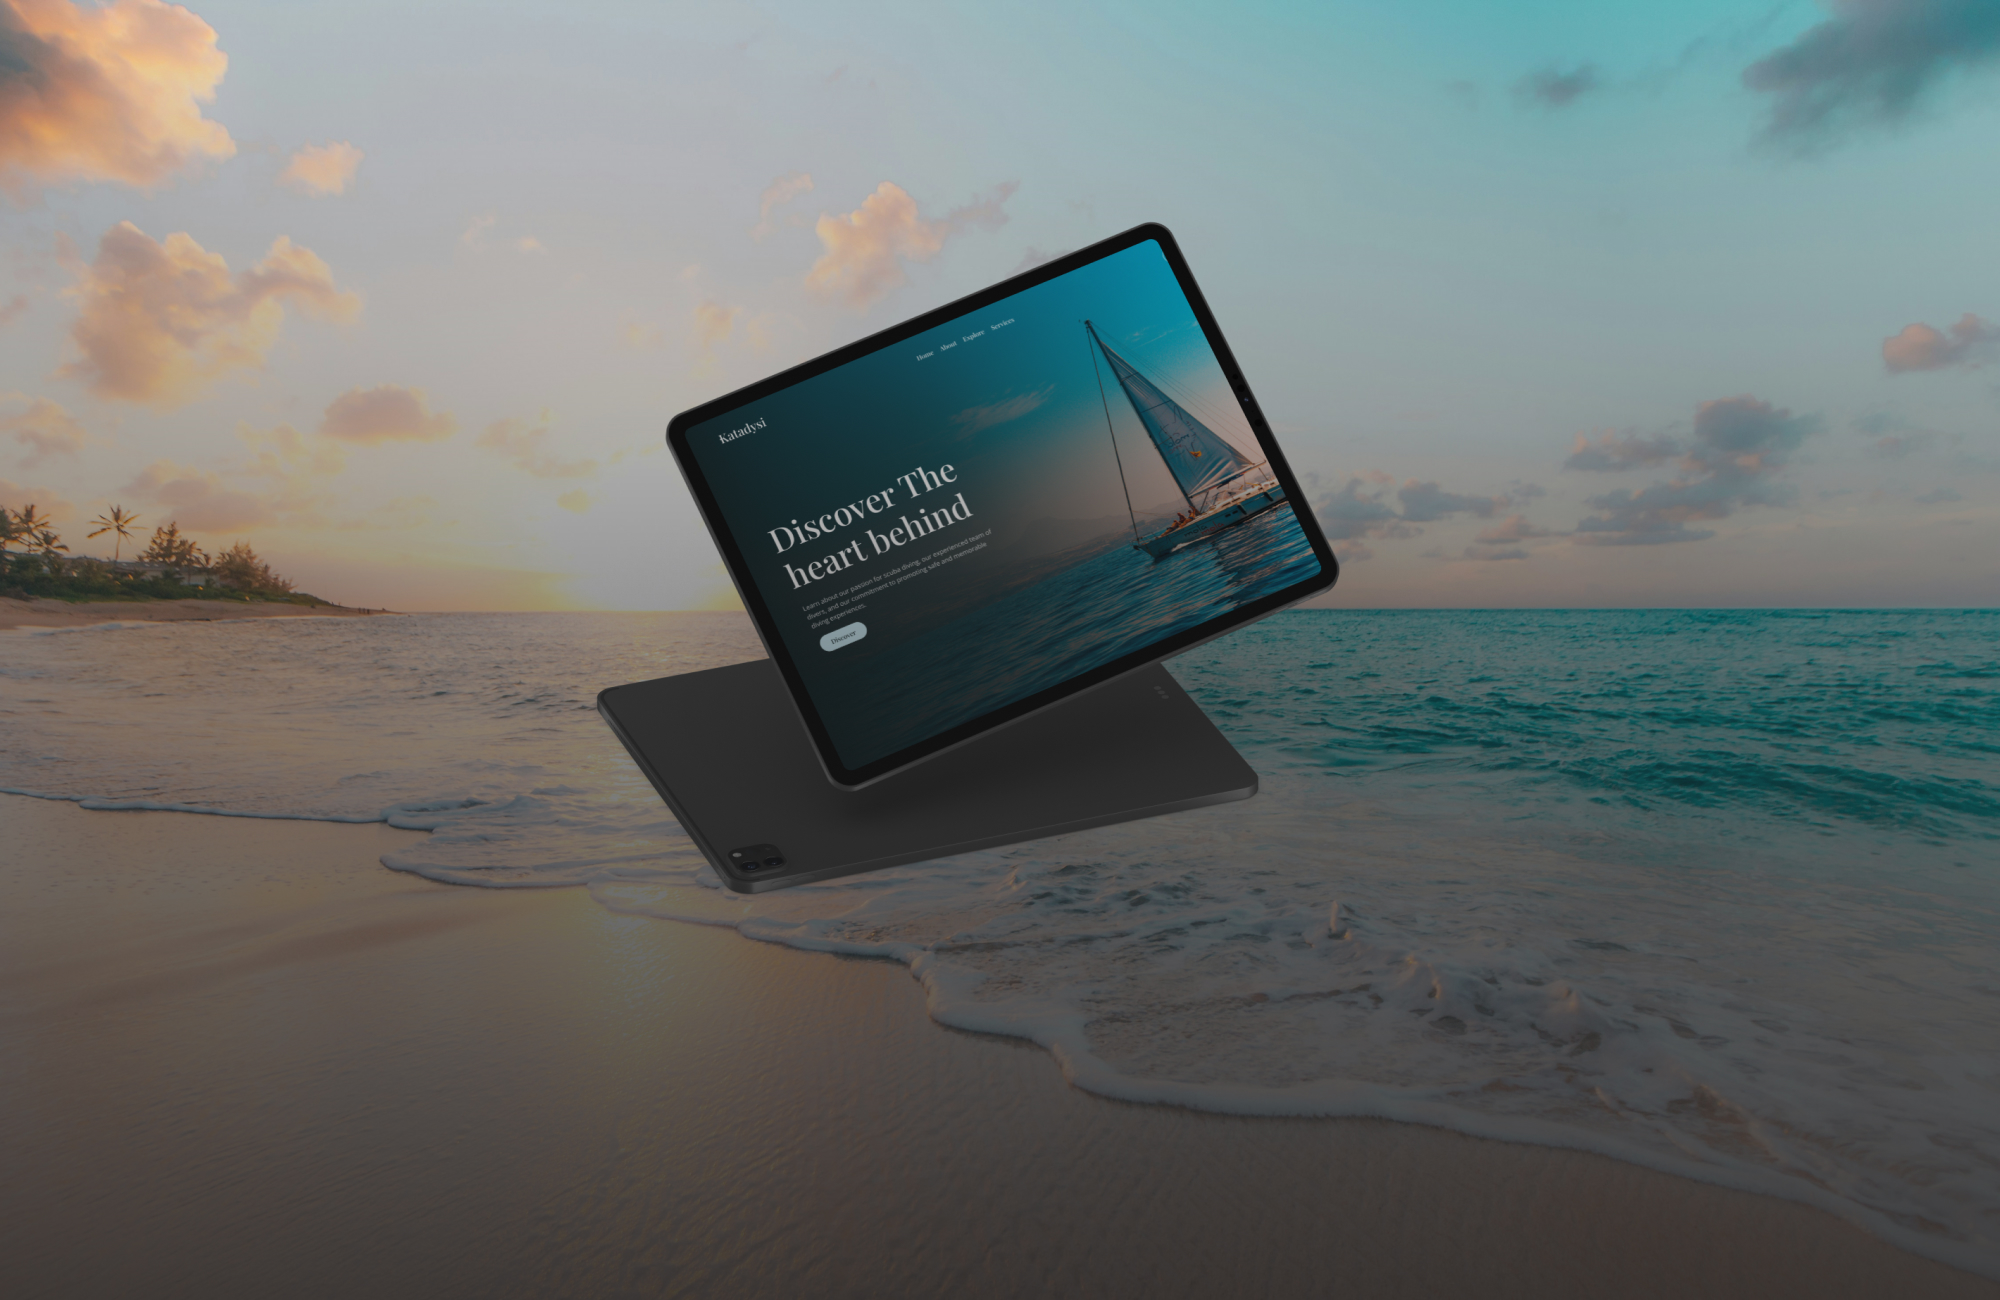 Home About Explore Services
Katadysi
Discover The
heart behind
Learn about our passion for scuba diving, our experienced team of
divers, and our commitment to promoting safe and memorable
diving experiences.
Discover